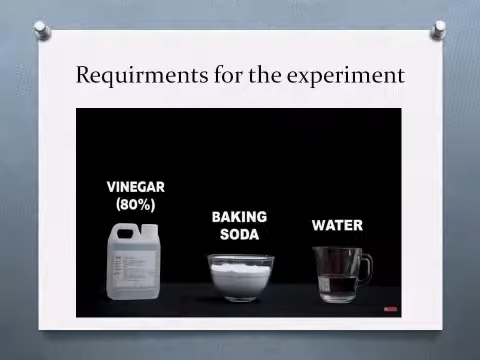 Requirments for the experiment
VINEGAR
(80%)
BAKING
SODA
WATER